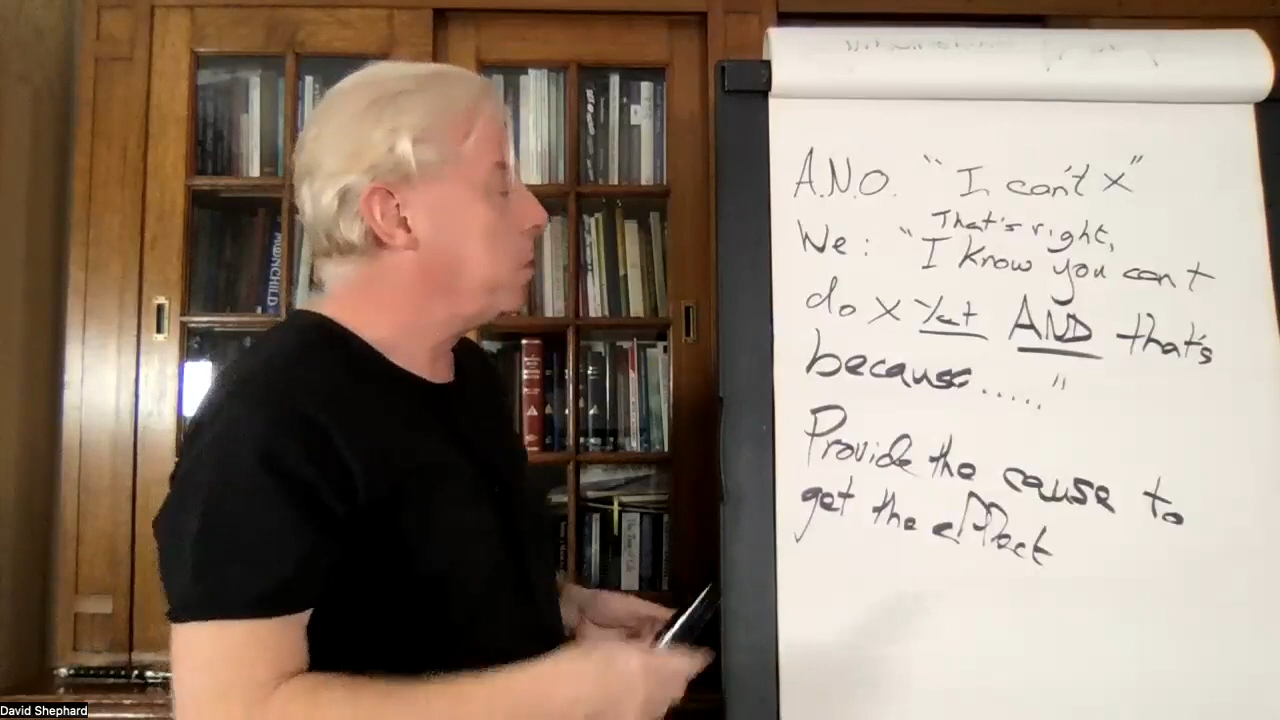 A.N.O. "I can't X"
That's right,
We: "I know you can't
do X Yet AND that's
because....."
Provide the cause to
get the effect
MOONCHILD
David Shephard